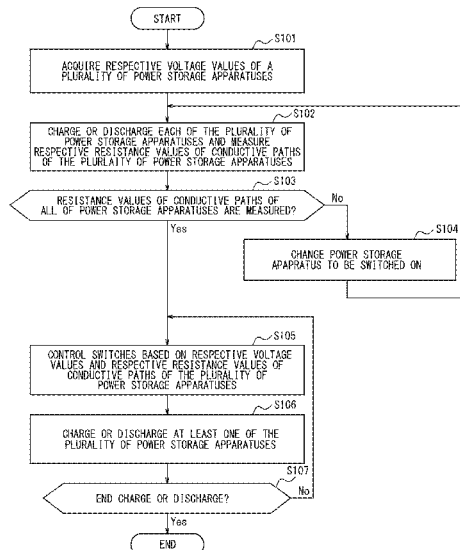 START
S101
ACQUIRE RESPECTIVE VOLTAGE VALUES OF A
PLURALITY OF POWER STORAGE APPARATUSES
S102
CHARGE OR DISCHARGE EACH OF THE PLURALITY OF
POWER STORAGE APPARATUSES AND MEASURE
RESPECTIVE RESISTANCE VALUES OF CONDUCTIVE PATHS
OF THE PLURLAITY OF POWER STORAGE APPARATUSES
S103
RESISTANCE VALUES OF CONDUCTIVE PATHS OF
ALL OF POWER STORAGE APPARATUSES ARE MEASURED?
No
Yes
S104
CHANGE POWER STORAGE
APAPRATUS TO BE SWITCHED ON
S105
CONTROL SWITCHES BASED ON RESPECTIVE VOLTAGE
VALUES AND RESPECTIVE RESISTANCE VALUES OF
CONDUCTIVE PATHS OF THE PLURALITY OF
POWER STORAGE APPARATUSES
S106
CHARGE OR DISCHARGE AT LEAST ONE OF THE
PLURALITY OF POWER STORAGE APPARATUSES
S107
END CHARGE OR DISCHARGE?
No
Yes
END